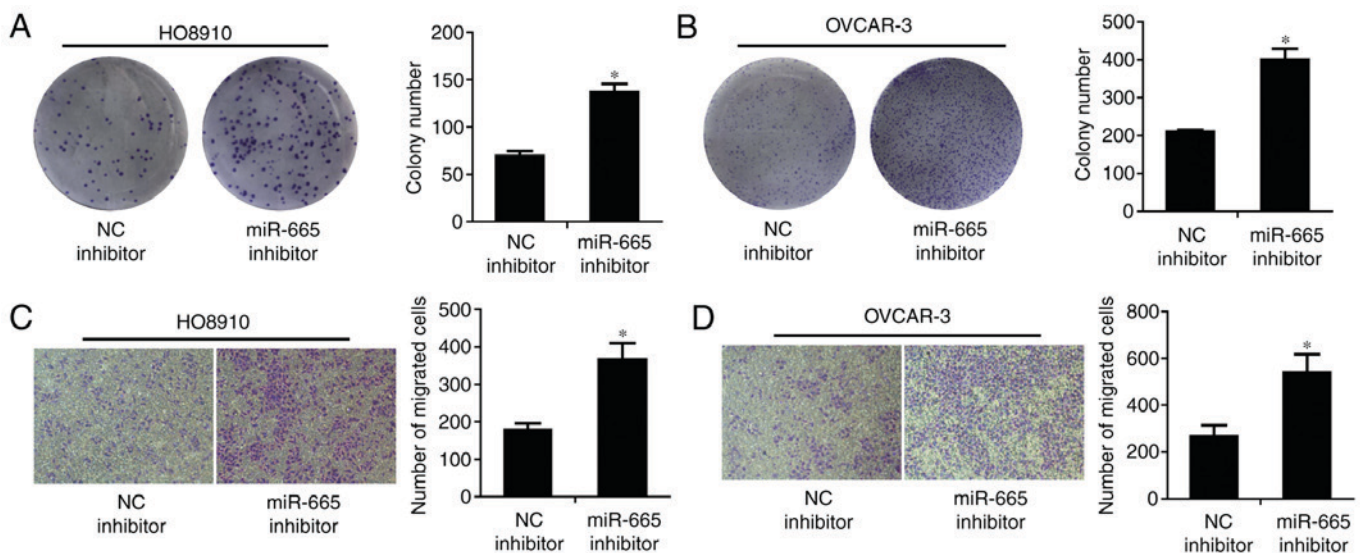 A
HO8910
NC
inhibitor
miR-665
inhibitor
Colony number
200
150
100
50
0
*
NC
inhibitor
miR-665
inhibitor
B
OVCAR-3
NC
inhibitor
miR-665
inhibitor
Colony number
500
400
300
200
100
0
*
NC
inhibitor
miR-665
inhibitor
C
HO8910
NC
inhibitor
miR-665
inhibitor
Number of migrated cells
500
400
300
200
100
0
*
NC
inhibitor
miR-665
inhibitor
D
OVCAR-3
NC
inhibitor
miR-665
inhibitor
Number of migrated cells
800
600
400
200
0
*
NC
inhibitor
miR-665
inhibitor